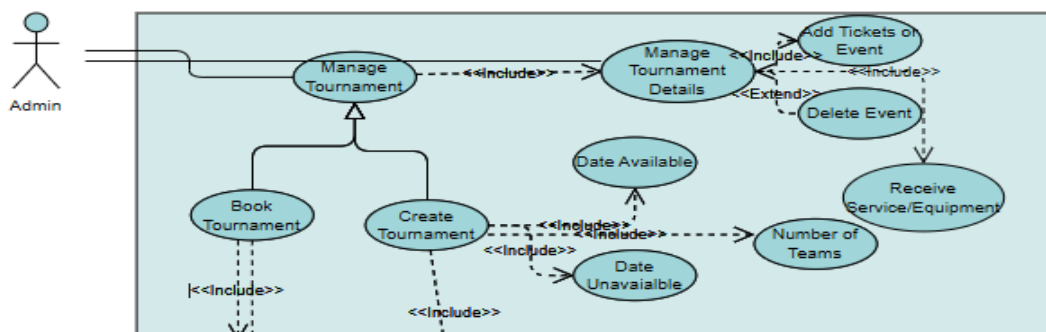 Admin
Manage
Tournament
<<Include>>
Manage
Tournament
Details
<<Include>>
Add Tickets of
Event
<<Include>>
<<Extend>>
Delete Event
Receive
Service/Equipment
Book
Tournament
Create
Tournament
Date Available
<<Include>>
<<Include>>
Number of
Teams
<<Include>>
Date
Unavaialble
<<Include>>
<<Include>>